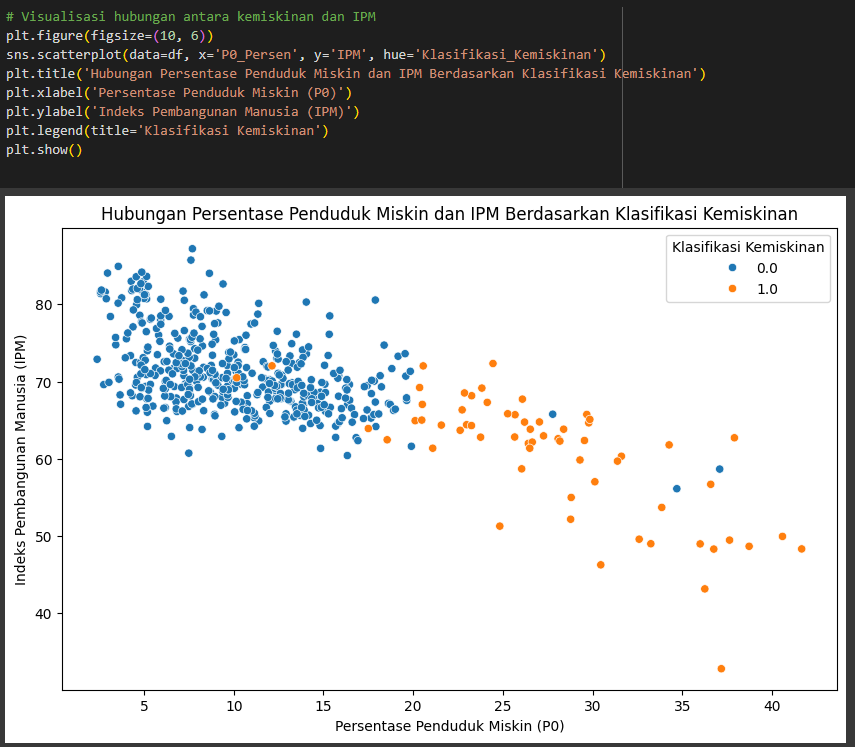 # Visualisasi hubungan antara kemiskinan dan IPM
plt.figure(figsize=(10, 6))
sns.scatterplot(data=df, x='P0_Persen', y='IPM', hue='Klasifikasi_Kemiskinan')
plt.title('Hubungan Persentase Penduduk Miskin dan IPM Berdasarkan Klasifikasi Kemiskinan')
plt.xlabel('Persentase Penduduk Miskin (P0)')
plt.ylabel('Indeks Pembangunan Manusia (IPM)')
plt.legend(title='Klasifikasi Kemiskinan')
plt.show()
Hubungan Persentase Penduduk Miskin dan IPM Berdasarkan Klasifikasi Kemiskinan
Klasifikasi Kemiskinan
0.0
1.0
Indeks Pembangunan Manusia (IPM)
80
70
60
50
40
5 10 15 20 25 30 35 40
Persentase Penduduk Miskin (P0)